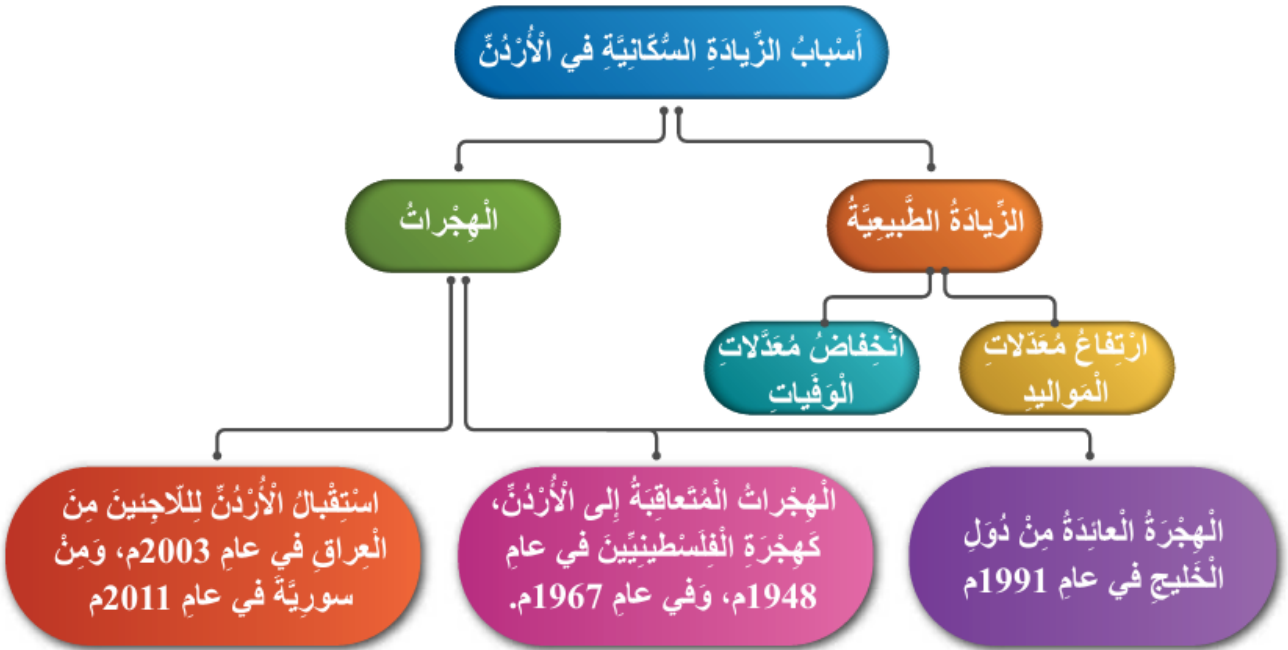 أَسْبابُ الزِّيادَةِ السُّكّانِيَّةِ في الْأُرْدُنِّ
الزِّيادَةُ الطَّبيعِيَّةُ
الْهِجْراتُ
ارْتِفاعُ مُعَدّلاتِ
الْمَواليدِ
انْخِفاضُ مُعَدَّلاتِ
الْوَفَياتِ
الْهِجْرَةُ الْعائِدَةُ مِنْ دُوَلِ
الْخَليجِ في عامِ 1991م
الْهِجْراتُ الْمُتَعاقِبَةُ إِلى الْأُرْدُنِّ،
كَهِجْرَةِ الْفِلَسْطينِيّينَ في عامِ
1948م، وَفي عامِ 1967م.
اسْتِقْبالُ الْأُرْدُنِّ لِلّاجِئينَ مِنَ
الْعِراقِ في عامِ 2003م، وَمِنْ
سورِيَّةَ في عامِ 2011م